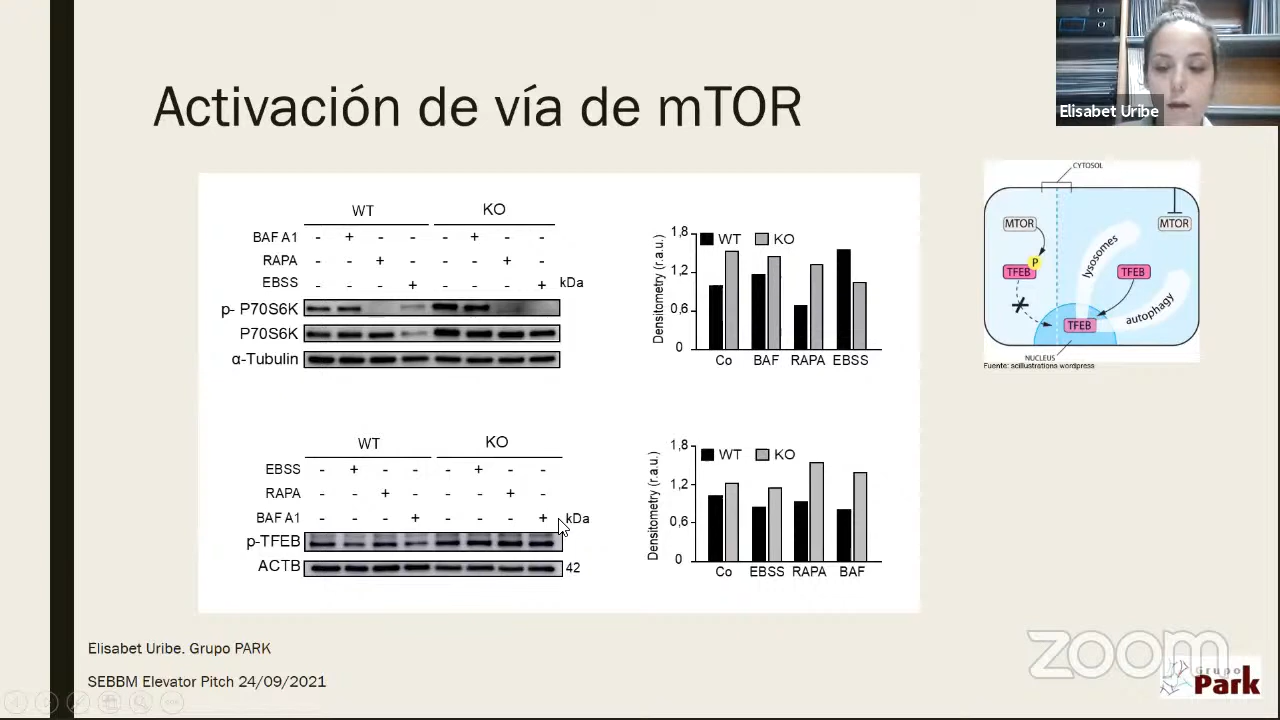 Elisabet Uribe
Activación de vía de mTOR
WT KO
BAF A1 - + - - - + - -
RAPA - - + - - - + -
EBSS - - - + - - - + kDa
p- P70S6K
P70S6K
α-Tubulin
Densitometry (r.a.u.)
1,8
1,2
0,6
0
WT KO
Co BAF RAPA EBSS
CYTOSOL
MTOR
MTOR
P
TFEB
TFEB
TFEB
lysosomes
autophagy
NUCLEUS
Fuente: scillustrations wordpress
WT KO
EBSS - + - - - + - -
RAPA - - + - - - + -
BAF A1 - - - + - - - + kDa
p-TFEB
ACTB 42
Densitometry (r.a.u.)
1,8
1,2
0,6
0
WT KO
Co EBSS RAPA BAF
Elisabet Uribe. Grupo PARK
SEBBM Elevator Pitch 24/09/2021
zoom
Grupo
Park